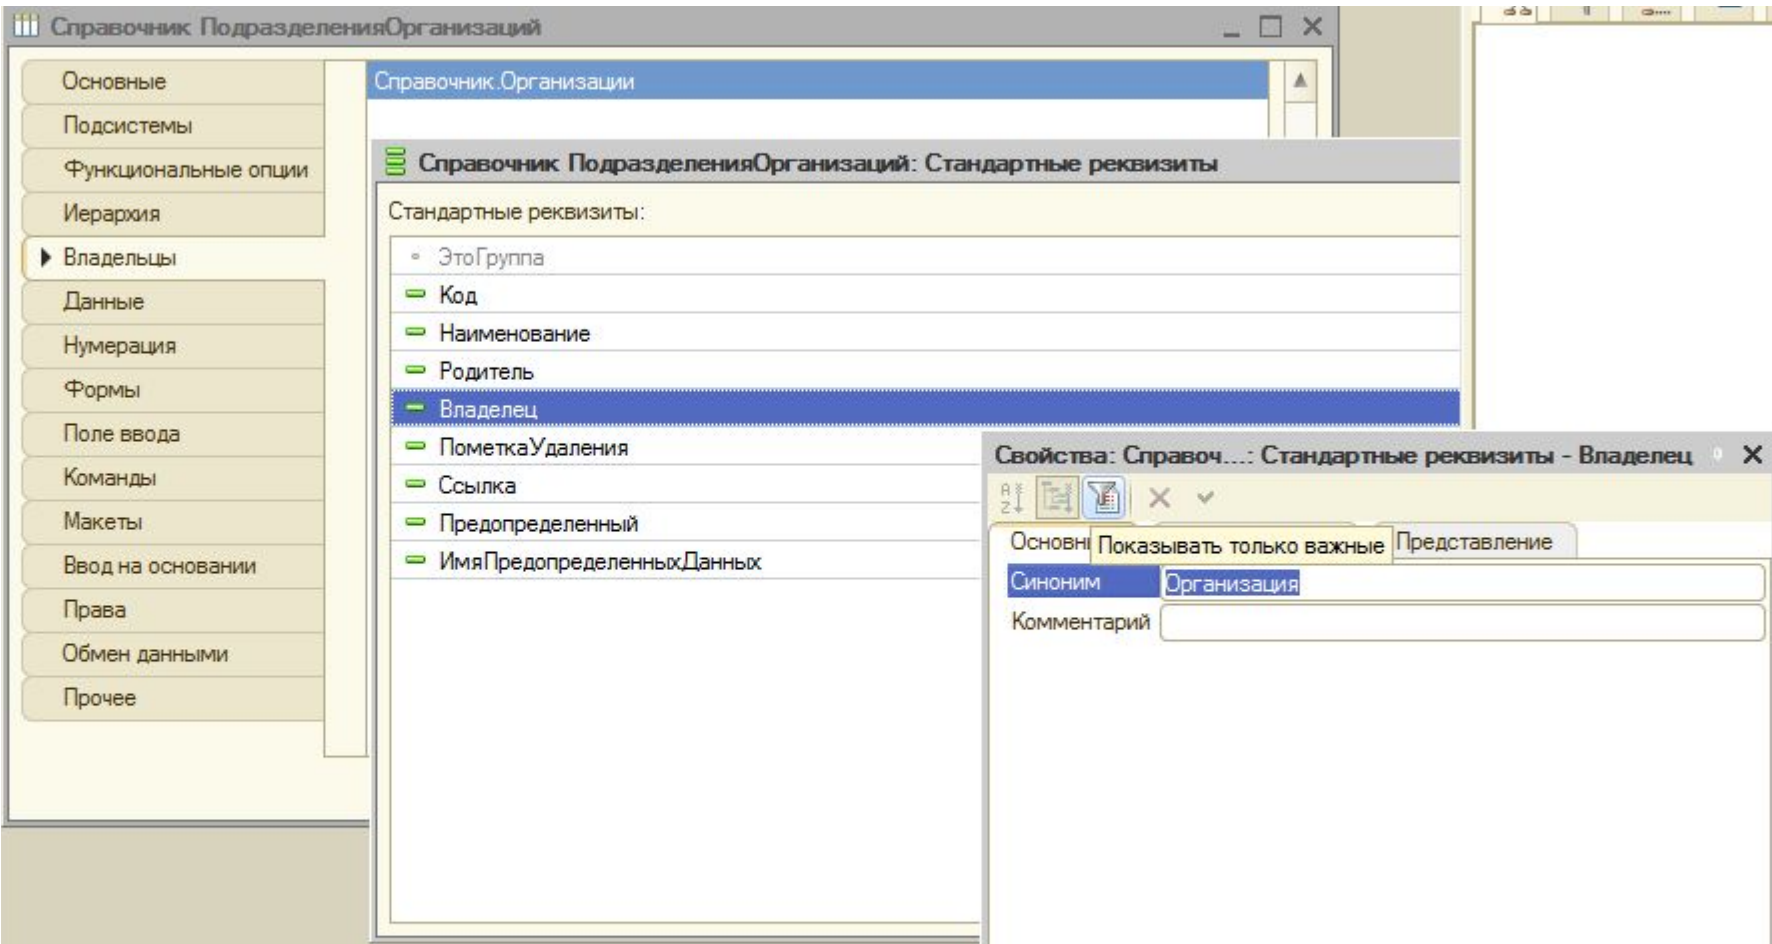 Справочник ПодразделенияОрганизаций
Основные
Подсистемы
Функциональные опции
Иерархия
Владельцы
Данные
Нумерация
Формы
Поле ввода
Команды
Макеты
Ввод на основании
Права
Обмен данными
Прочее
Справочник.Организации
Справочник ПодразделенияОрганизаций: Стандартные реквизиты
Стандартные реквизиты:
ЭтоГруппа
Код
Наименование
Родитель
Владелец
ПометкаУдаления
Ссылка
Предопределенный
ИмяПредопределенныхДанных
Свойства: Справоч...: Стандартные реквизиты - Владелец
Показывать только важные
Представление
Синоним
Организация
Комментарий